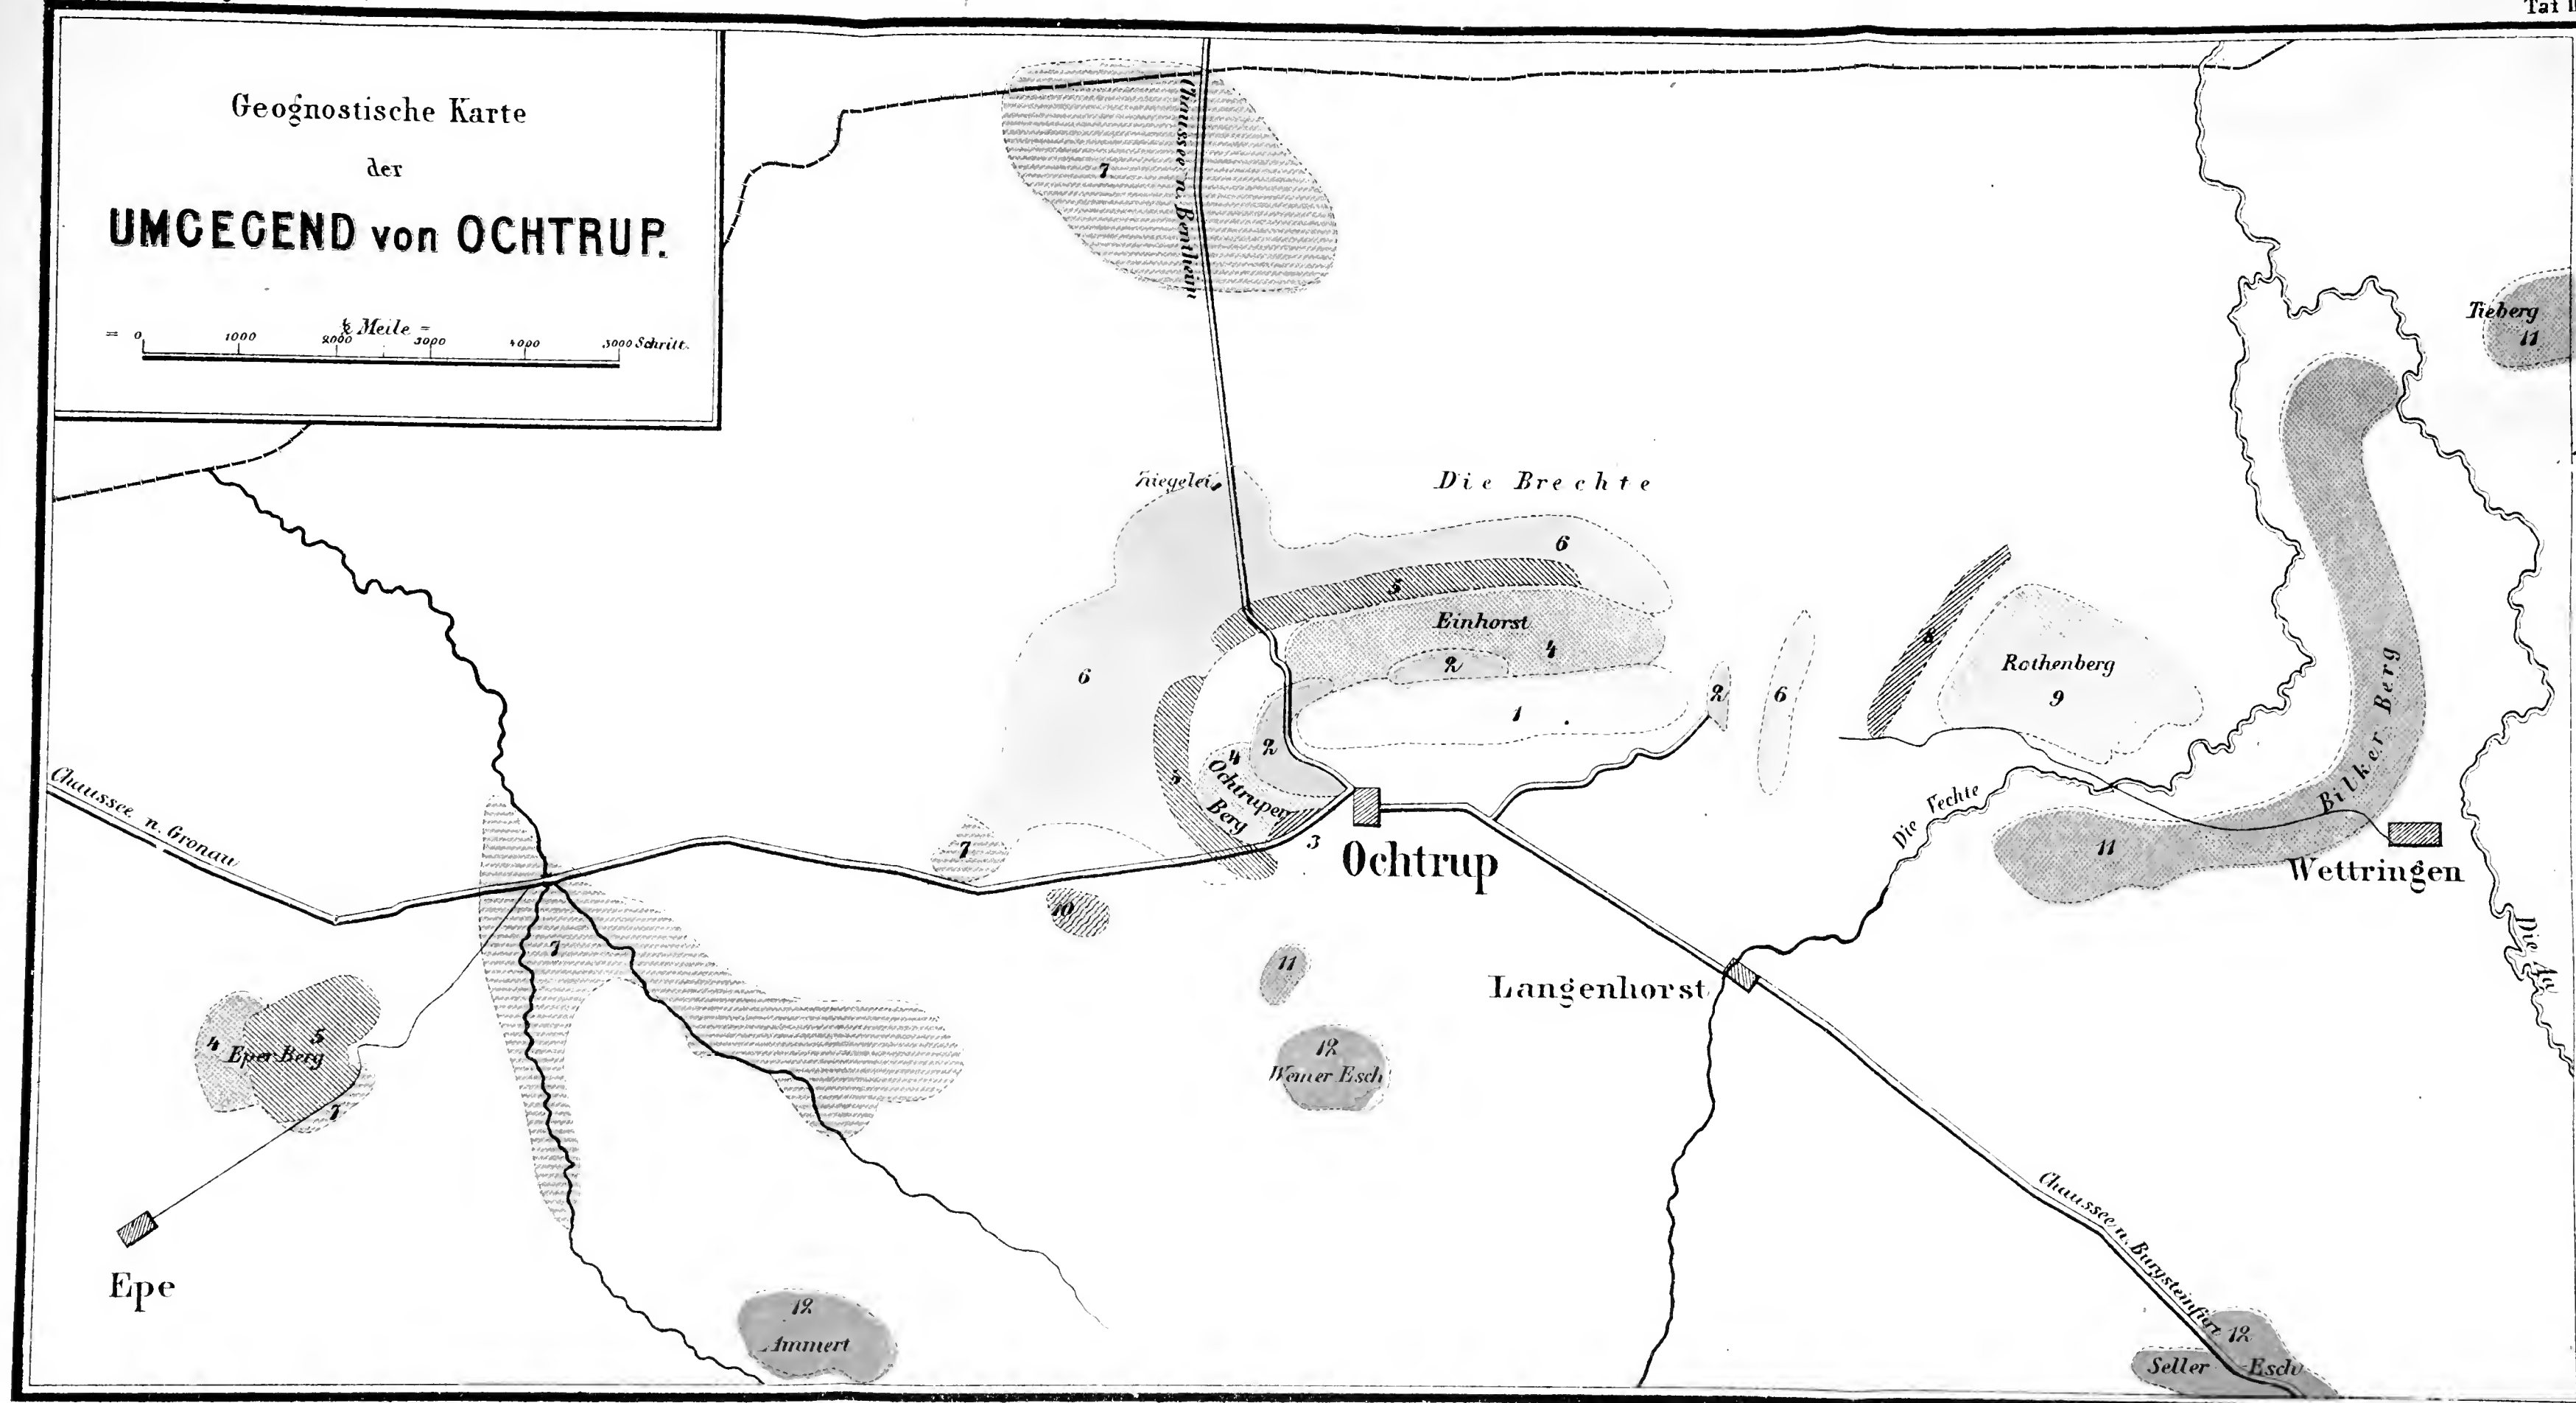 Geognostische Karte
der
UMGEGEND von OCHTRUP.
½ Meile =
= 0 1000 2000 3000 4000 5000 Schritt.
7
Chaussee n. Bentheim
Tieberg
11
Ziegelei
Die Brechte
6
5
Einhorst
4
2
1
2
6
8
Rothenberg
9
Bilker Berg
6
2
4
Ochtruper
Berg
5
3
Ochtrup
Die Vechte
11
Wettringen
Die Aa
Chaussee n. Gronau
7
10
7
11
Langenhorst
4
5
Eper Berg
7
12
Weiner Esch
Epe
12
Ammert
Chaussee n. Burgsteinfurt
12
Seller Esch